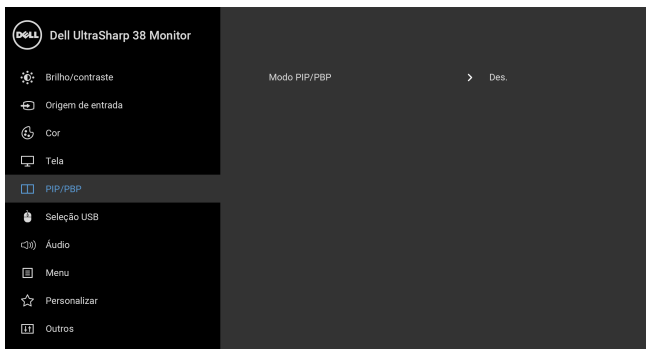 DELL Dell UltraSharp 38 Monitor
Brilho/contraste
Modo PIP/PBP Des.
Origem de entrada
Cor
Tela
PIP/PBP
Seleção USB
Áudio
Menu
Personalizar
Outros